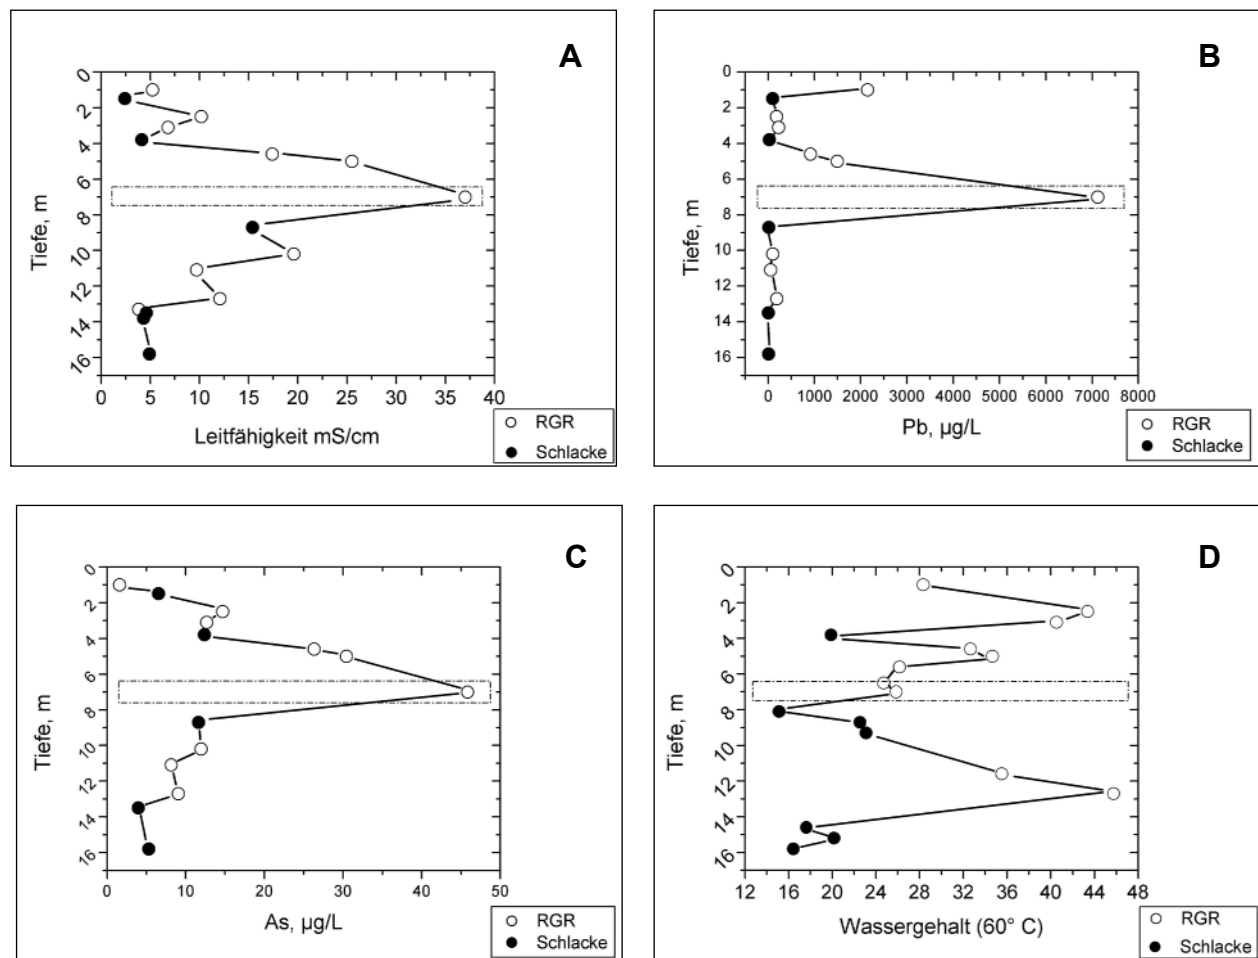 A
0
2
4
6
8
10
12
14
16
Tiefe, m
0 5 10 15 20 25 30 35 40
Leitfähigkeit mS/cm
RGR
Schlacke
B
0
2
4
6
8
10
12
14
16
Tiefe, m
0 1000 2000 3000 4000 5000 6000 7000 8000
Pb, µg/L
RGR
Schlacke
C
0
2
4
6
8
10
12
14
16
Tiefe, m
0 10 20 30 40 50
As, µg/L
RGR
Schlacke
D
0
2
4
6
8
10
12
14
16
Tiefe, m
12 16 20 24 28 32 36 40 44 48
Wassergehalt (60° C)
RGR
Schlacke